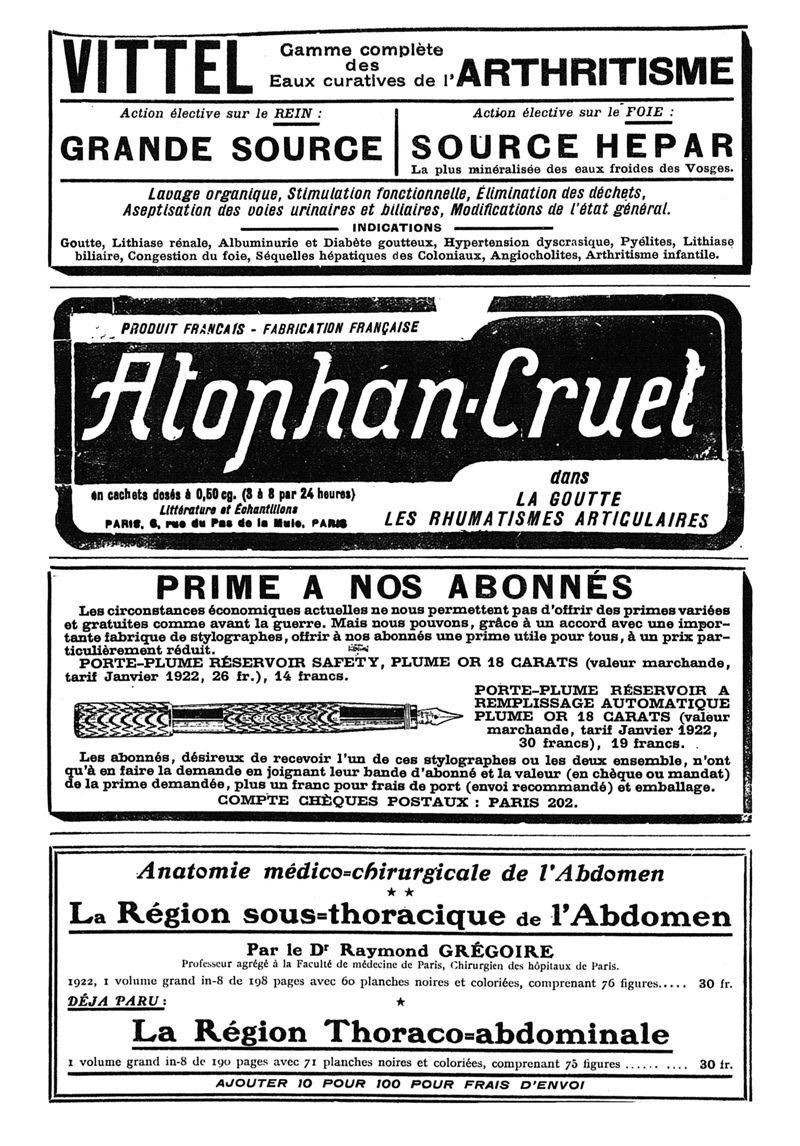 VITTEL Gamme complète
des
Eaux curatives de l'ARTHRITISME
Action élective sur le REIN :
GRANDE SOURCE
Action élective sur le FOIE :
SOURCE HEPAR
La plus minéralisée des eaux froides des Vosges.
Lavage organique, Stimulation fonctionnelle, Élimination des déchets,
Aseptisation des voies urinaires et biliaires, Modifications de l'état général.
INDICATIONS
Goutte, Lithiase rénale, Albuminurie et Diabète goutteux, Hypertension dyscrasique, Pyélites, Lithiase
biliaire, Congestion du foie, Séquelles hépatiques des Coloniaux, Angiocholites, Arthritisme infantile.
PRODUIT FRANCAIS - FABRICATION FRANÇAISE
Atophan-Cruet
en cachets dosés à 0,50 cg. (3 à 8 par 24 heures)
Littérature et Échantillons
PARIS, 6, rue du Pas de la Mule, PARIS
dans
LA GOUTTE
LES RHUMATISMES ARTICULAIRES
PRIME A NOS ABONNÉS
Les circonstances économiques actuelles ne nous permettent pas d'offrir des primes variées
et gratuites comme avant la guerre. Mais nous pouvons, grâce à un accord avec une impor-
tante fabrique de stylographes, offrir à nos abonnés une prime utile pour tous, à un prix par-
ticulièrement réduit.
PORTE-PLUME RÉSERVOIR SAFETY, PLUME OR 18 CARATS (valeur marchande,
tarif Janvier 1922, 26 fr.), 14 francs.
PORTE-PLUME RÉSERVOIR A
REMPLISSAGE AUTOMATIQUE
PLUME OR 18 CARATS (valeur
marchande, tarif Janvier 1922,
30 francs), 19 francs.
Les abonnés, désireux de recevoir l'un de ces stylographes ou les deux ensemble, n'ont
qu'à en faire la demande en joignant leur bande d'abonné et la valeur (en chèque ou mandat)
de la prime demandée, plus un franc pour frais de port (envoi recommandé) et emballage.
COMPTE CHÈQUES POSTAUX : PARIS 202.
Anatomie médico=chirurgicale de l'Abdomen
★ ★
La Région sous=thoracique de l'Abdomen
Par le Dr Raymond GRÉGOIRE
Professeur agrégé à la Faculté de médecine de Paris, Chirurgien des hôpitaux de Paris.
1922, 1 volume grand in-8 de 198 pages avec 60 planches noires et coloriées, comprenant 76 figures..... 30 fr.
DÉJA PARU :
★
La Région Thoraco=abdominale
1 volume grand in-8 de 190 pages avec 71 planches noires et coloriées, comprenant 75 figures ...... .... 30 fr.
AJOUTER 10 POUR 100 POUR FRAIS D'ENVOI